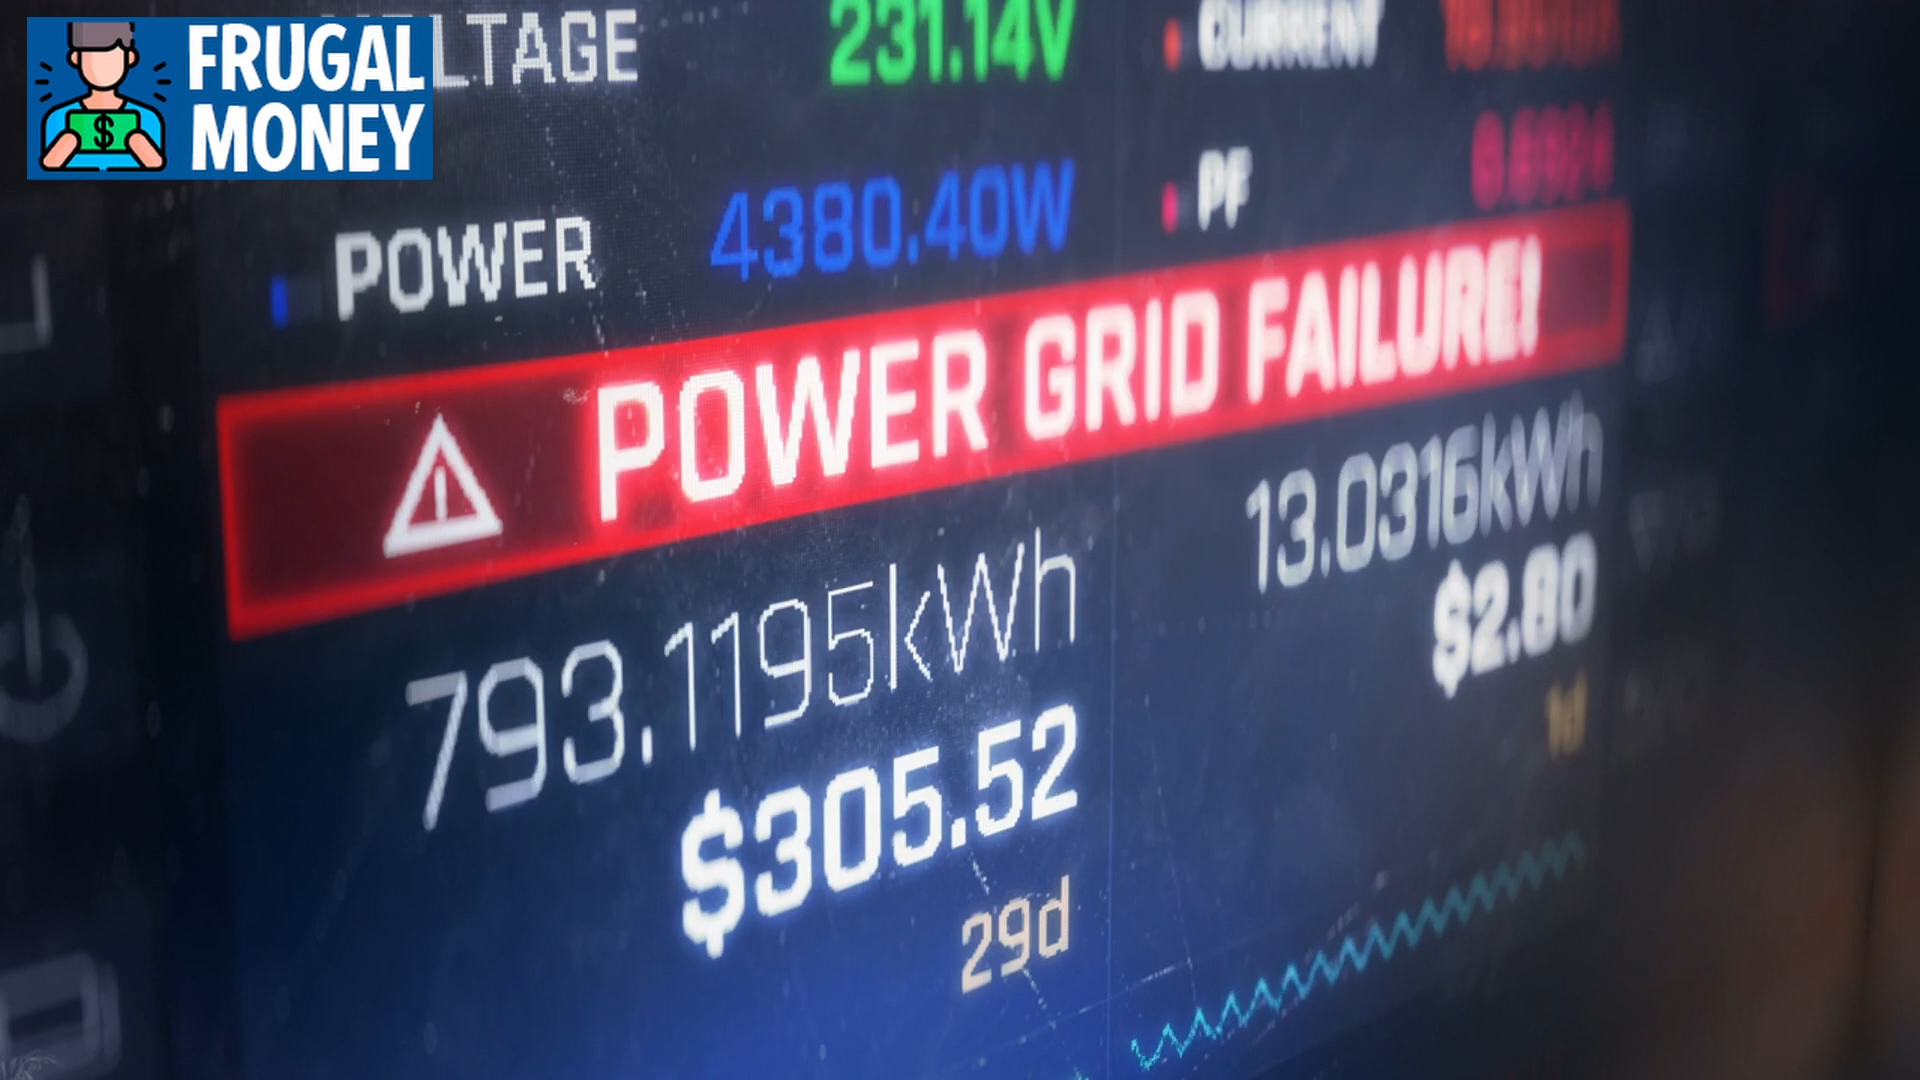 FRUGAL
MONEY
LTAGE 231.14V CURRENT
POWER 4380.40W PF
POWER GRID FAILURE!
793.1195kWh 13.0316kWh
$305.52 $2.80
29d 1d